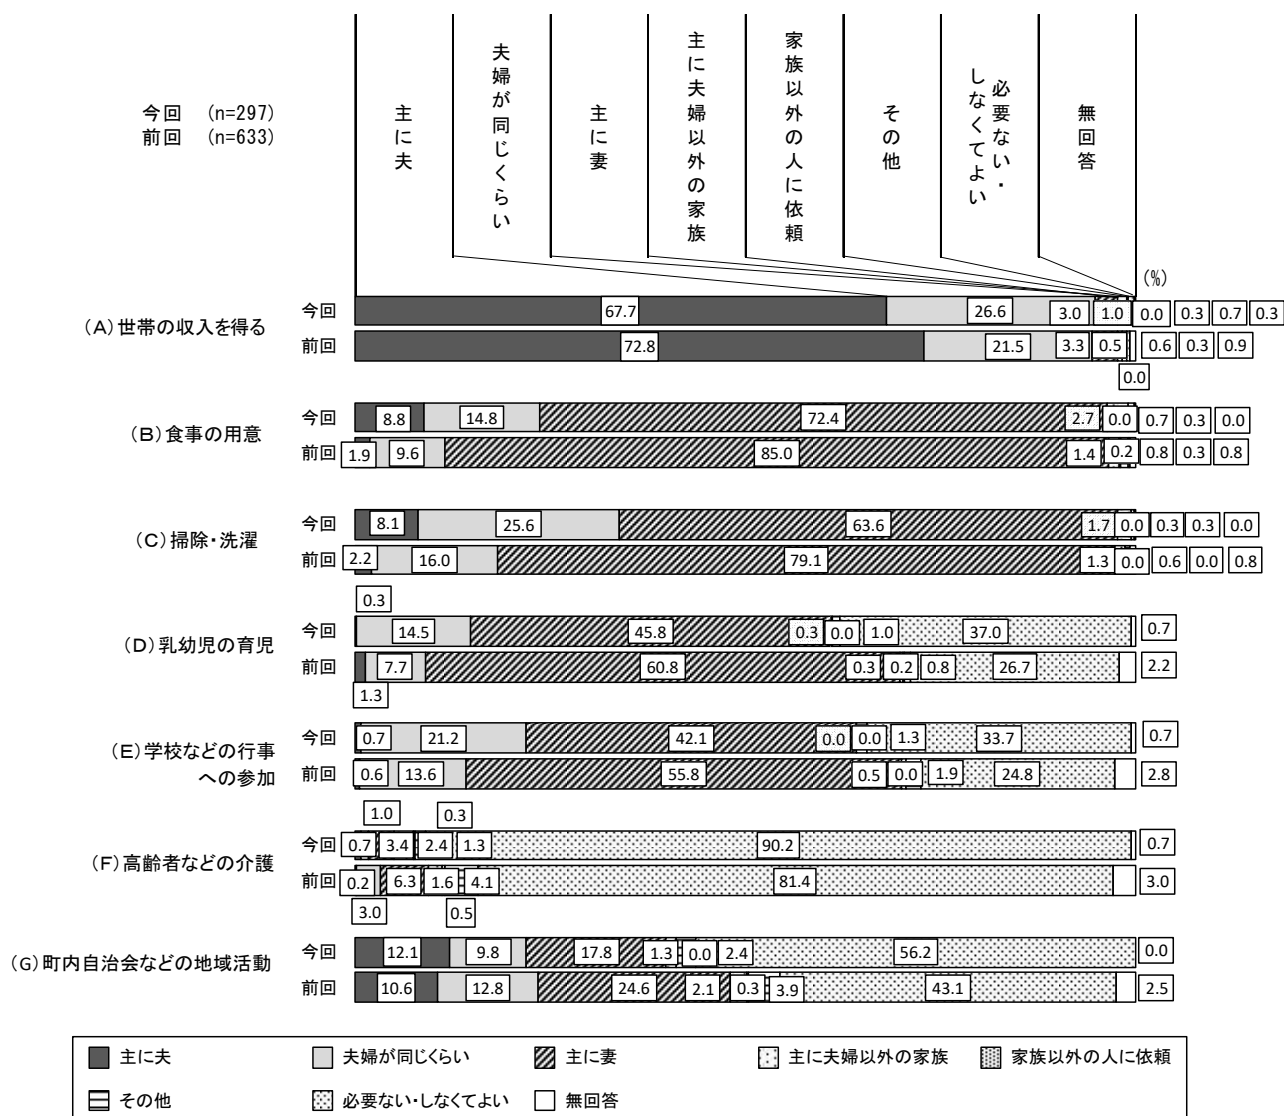 今回 (n=297)
前回 (n=633)
主に夫
夫婦が同じくらい
主に妻
主に夫婦以外の家族
家族以外の人に依頼
その他
必要ない・
しなくてよい
無回答
(%)
(A)世帯の収入を得る
今回 67.7 26.6 3.0 1.0 0.0 0.3 0.7 0.3
前回 72.8 21.5 3.3 0.5 0.6 0.3 0.9
0.0
(B)食事の用意
今回 8.8 14.8 72.4 2.7 0.0 0.7 0.3 0.0
前回 1.9 9.6 85.0 1.4 0.2 0.8 0.3 0.8
(C)掃除・洗濯
今回 8.1 25.6 63.6 1.7 0.0 0.3 0.3 0.0
前回 2.2 16.0 79.1 1.3 0.0 0.6 0.0 0.8
(D)乳幼児の育児
0.3
今回 14.5 45.8 0.3 0.0 1.0 37.0 0.7
前回 7.7 60.8 0.3 0.2 0.8 26.7 2.2
1.3
(E)学校などの行事
への参加
今回 0.7 21.2 42.1 0.0 0.0 1.3 33.7 0.7
前回 0.6 13.6 55.8 0.5 0.0 1.9 24.8 2.8
(F)高齢者などの介護
1.0 0.3
今回 0.7 3.4 2.4 1.3 90.2 0.7
前回 0.2 6.3 1.6 4.1 81.4 3.0
3.0 0.5
(G)町内自治会などの地域活動
今回 12.1 9.8 17.8 1.3 0.0 2.4 56.2 0.0
前回 10.6 12.8 24.6 2.1 0.3 3.9 43.1 2.5
主に夫 夫婦が同じくらい 主に妻 主に夫婦以外の家族 家族以外の人に依頼
その他 必要ない・しなくてよい 無回答